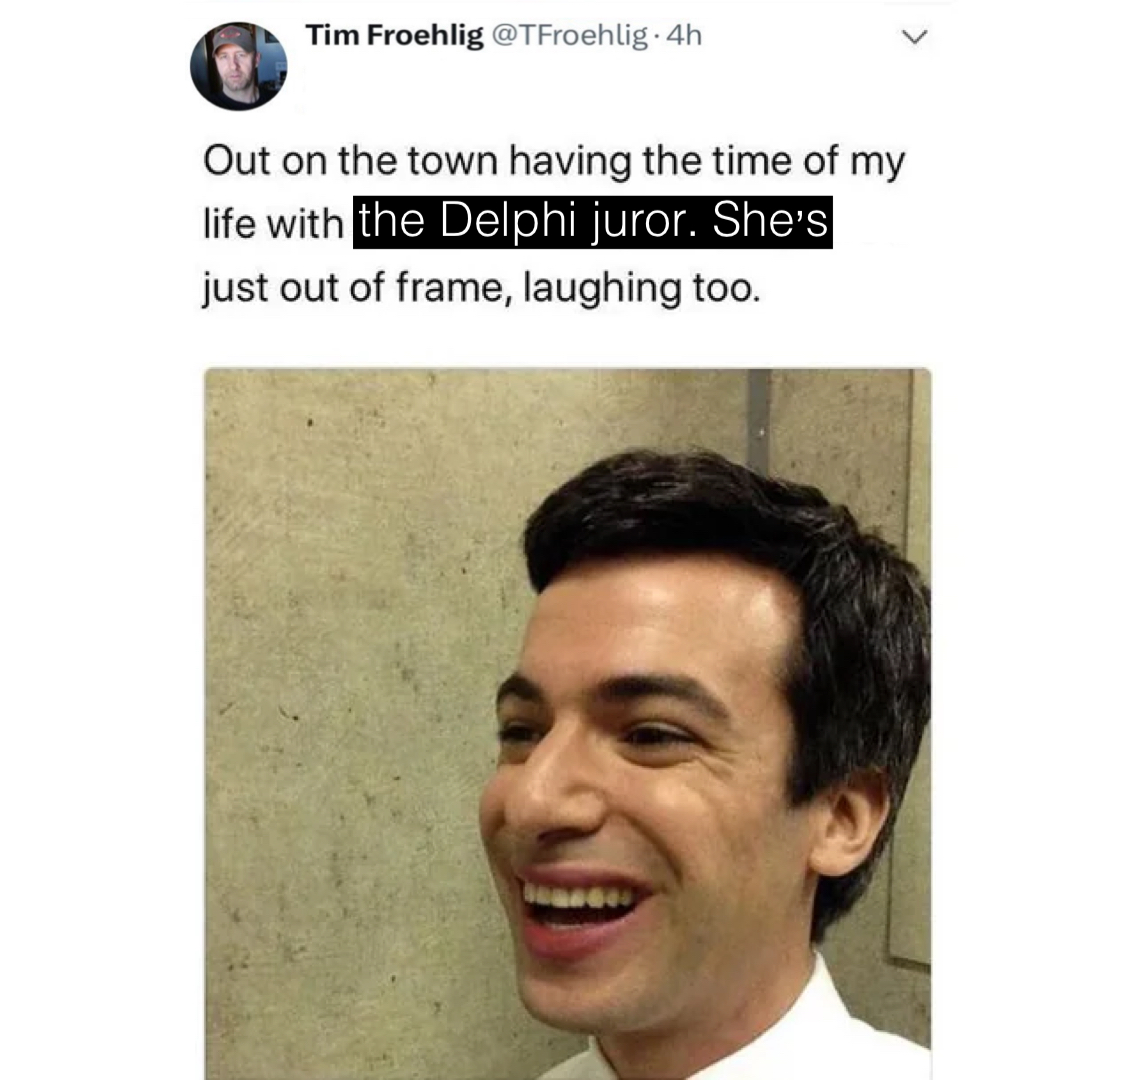 Tim Froehlig @TFroehlig · 4h
Out on the town having the time of my
life with the Delphi juror. She's
just out of frame, laughing too.